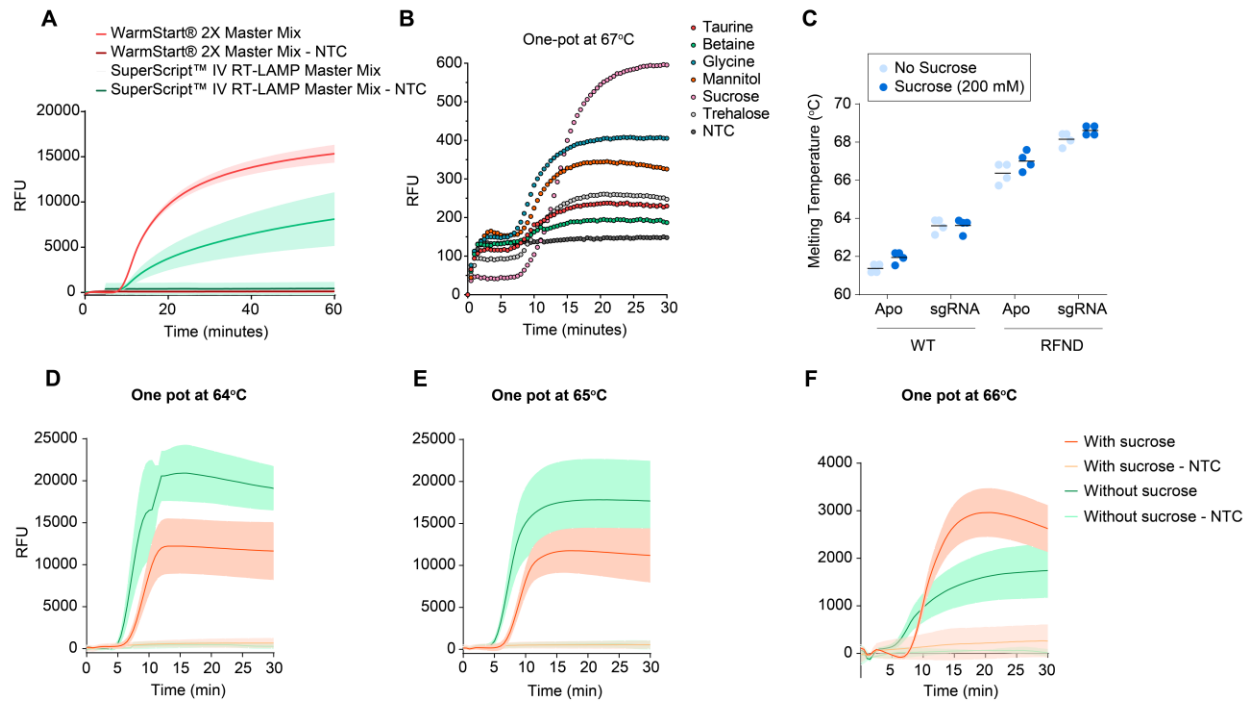 A
WarmStart® 2X Master Mix
WarmStart® 2X Master Mix - NTC
SuperScript™ IV RT-LAMP Master Mix
SuperScript™ IV RT-LAMP Master Mix - NTC
20000
15000
10000
5000
0
RFU
0
20
40
60
Time (minutes)
B
One-pot at 67°C
Taurine
Betaine
Glycine
Mannitol
Sucrose
Trehalose
NTC
600
500
400
300
200
150
100
50
0
RFU
0
5
10
15
20
25
30
Time (minutes)
C
No Sucrose
Sucrose (200 mM)
70
68
66
64
62
60
Melting Temperature (°C)
Apo
sgRNA
Apo
sgRNA
WT
RFND
D
One pot at 64°C
25000
20000
15000
10000
5000
0
RFU
0
5
10
15
20
25
30
Time (min)
E
One pot at 65°C
25000
20000
15000
10000
5000
0
0
5
10
15
20
25
30
Time (min)
F
One pot at 66°C
4000
3000
2000
1000
0
5
10
15
20
25
30
Time (min)
With sucrose
With sucrose - NTC
Without sucrose
Without sucrose - NTC